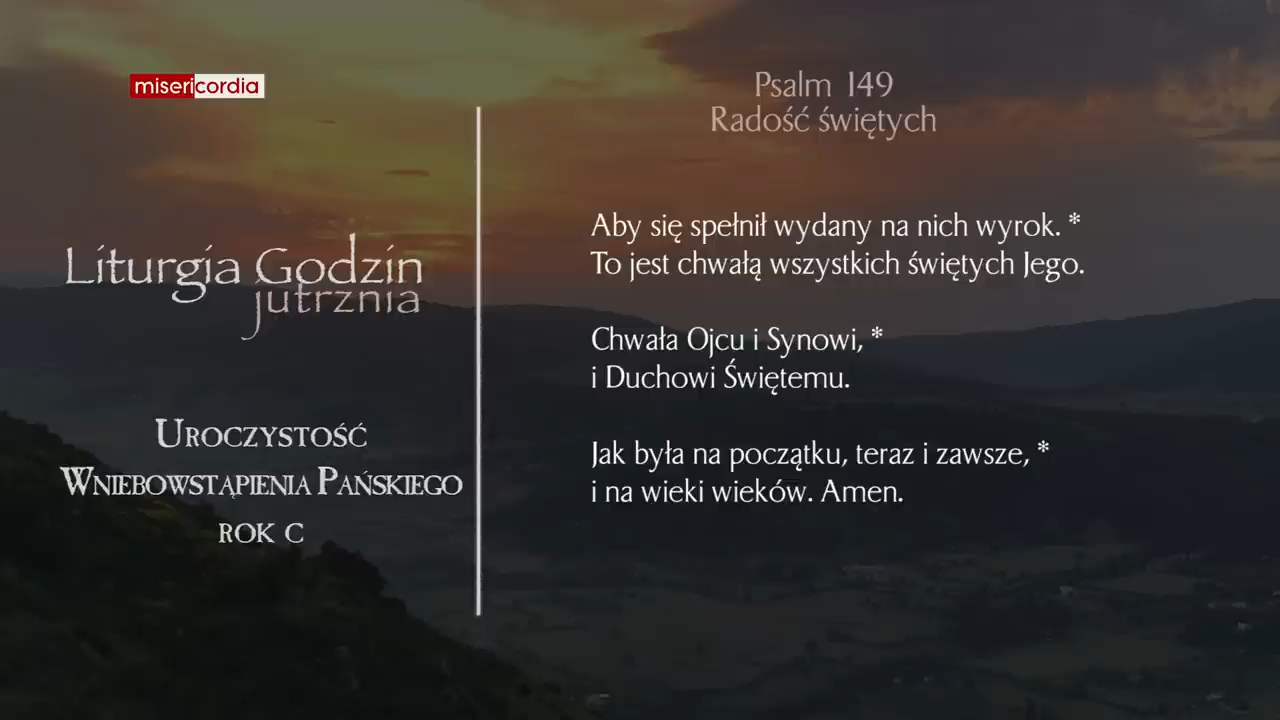 misericordia
Liturgia Godzin
jutrznia
Uroczystość
Wniebowstąpienia Pańskiego
rok C
Psalm 149
Radość świętych
Aby się spełnił wydany na nich wyrok. *
To jest chwałą wszystkich świętych Jego.
Chwała Ojcu i Synowi, *
i Duchowi Świętemu.
Jak była na początku, teraz i zawsze, *
i na wieki wieków. Amen.